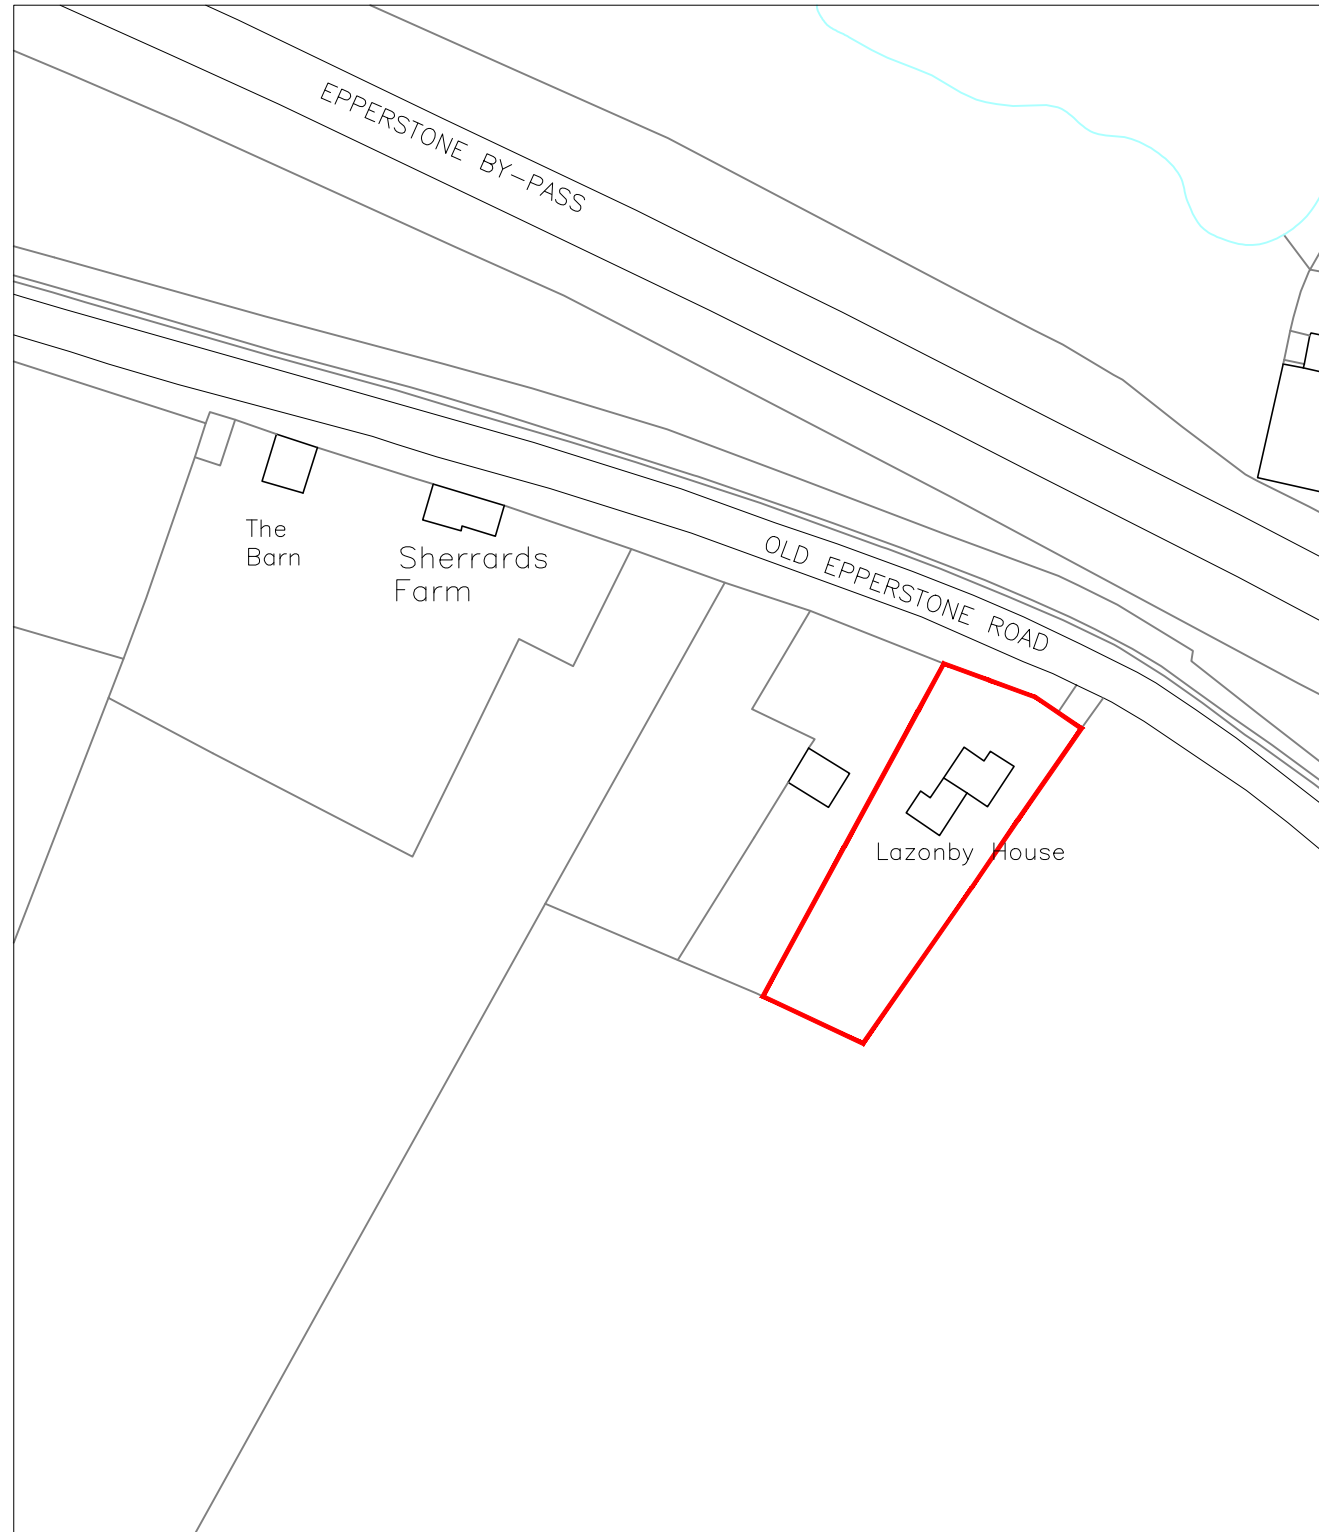 EPPERSTONE BY-PASS
The
Barn
Sherrards
Farm
OLD EPPERSTONE ROAD
Lazonby House